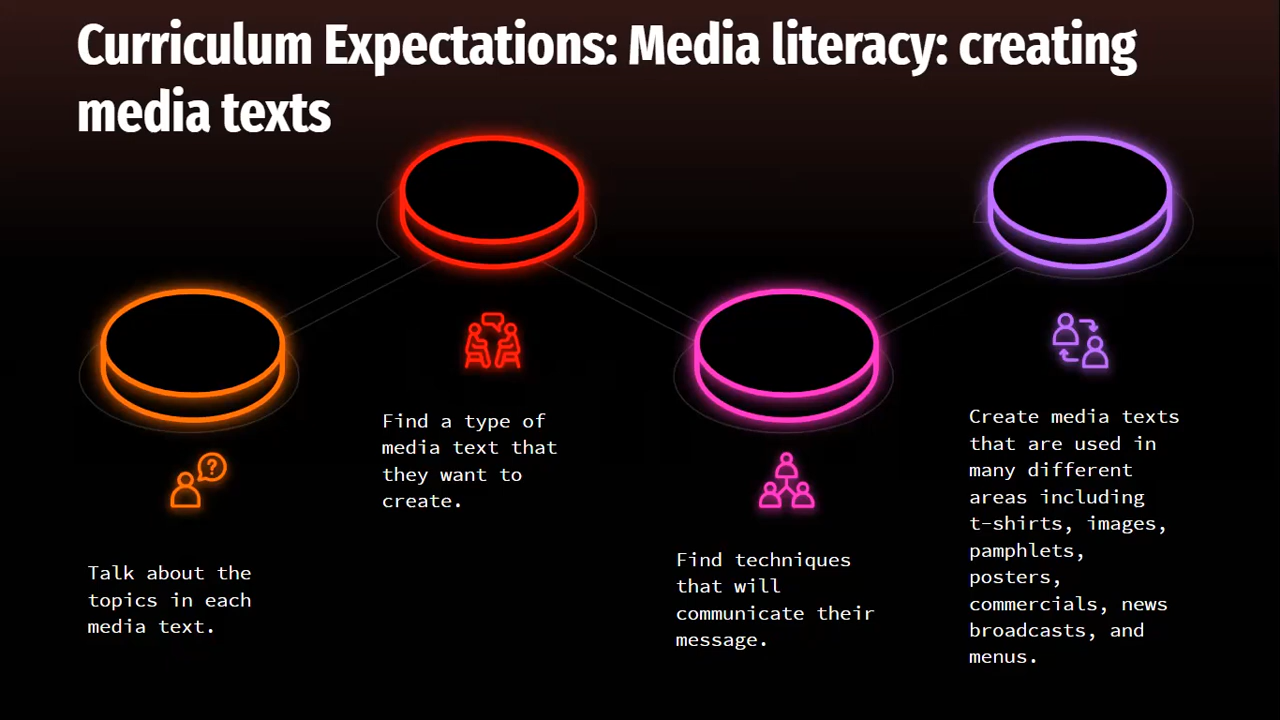 Curriculum Expectations: Media literacy: creating
media texts
Talk about the
topics in each
media text.
Find a type of
media text that
they want to
create.
Find techniques
that will
communicate their
message.
Create media texts
that are used in
many different
areas including
t-shirts, images,
pamphlets,
posters,
commercials, news
broadcasts, and
menus.